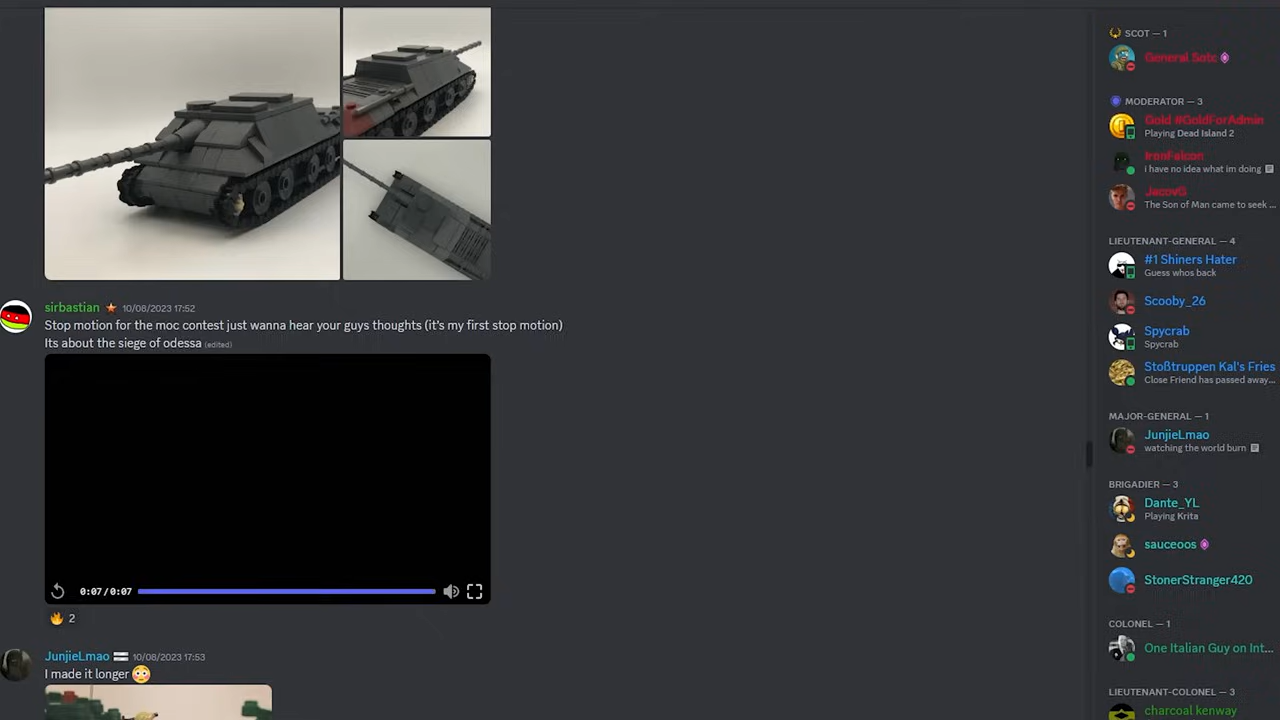 sirbastian 10/08/2023 17:52
Stop motion for the moc contest just wanna hear your guys thoughts (it's my first stop motion)
Its about the siege of odessa (edited)
0:07/0:07
2
JunjieLmao 10/08/2023 17:53
I made it longer
SCOT — 1
General Sotc
MODERATOR — 3
Gold #GoldForAdmin
Playing Dead Island 2
IronFalcon
i have no idea what im doing
JacovG
The Son of Man came to seek ...
LIEUTENANT-GENERAL — 4
#1 Shiners Hater
Guess whos back
Scooby_26
Spycrab
Spycrab
Stoßtruppen Kal's Fries
Close Friend has passed away...
MAJOR-GENERAL — 1
JunjieLmao
watching the world burn
BRIGADIER — 3
Dante_YL
Playing Krita
sauceoos
StonerStranger420
COLONEL — 1
One Italian Guy on Int...
LIEUTENANT-COLONEL — 3
charcoal kenway